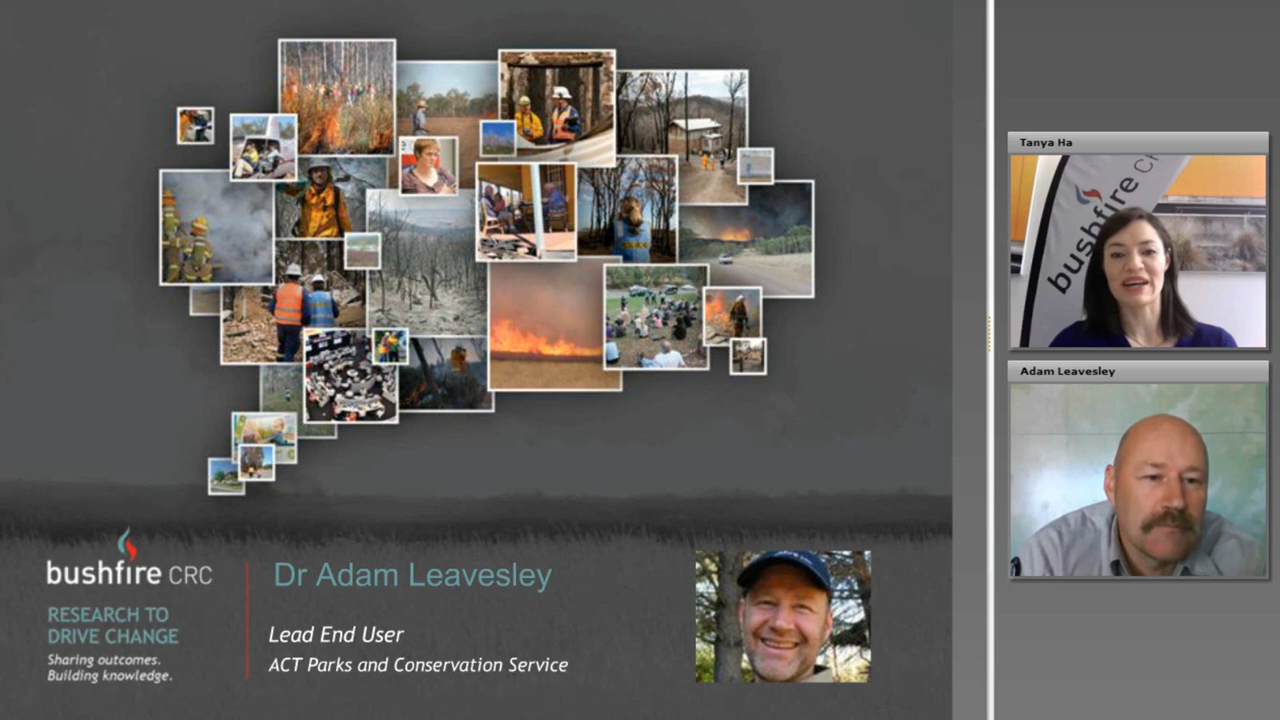 bushfire CRC
RESEARCH TO
DRIVE CHANGE
Sharing outcomes.
Building knowledge.
Dr Adam Leavesley
Lead End User
ACT Parks and Conservation Service
Tanya Ha
bushfire
Adam Leavesley